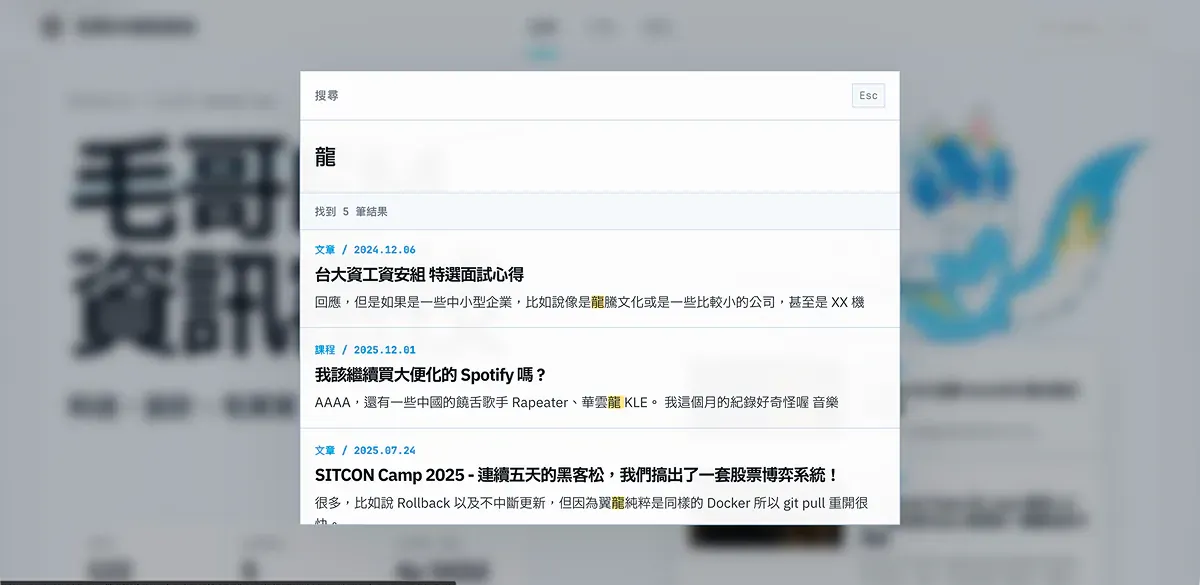 搜尋
Esc
龍
找到 5 筆結果
文章 / 2024.12.06
台大資工資安組 特選面試心得
回應，但是如果是一些中小型企業，比如說像是龍騰文化或是一些比較小的公司，甚至是 XX 機
課程 / 2025.12.01
我該繼續買大便化的 Spotify 嗎？
AAAA，還有一些中國的饒舌歌手 Rapeater、華雲龍 KLE。 我這個月的紀錄好奇怪喔 音樂
文章 / 2025.07.24
SITCON Camp 2025 - 連續五天的黑客松，我們搞出了一套股票博弈系統！
很多，比如說 Rollback 以及不中斷更新，但因為翼龍純粹是同樣的 Docker 所以 git pull 重開很
快。
毛哥
資訊